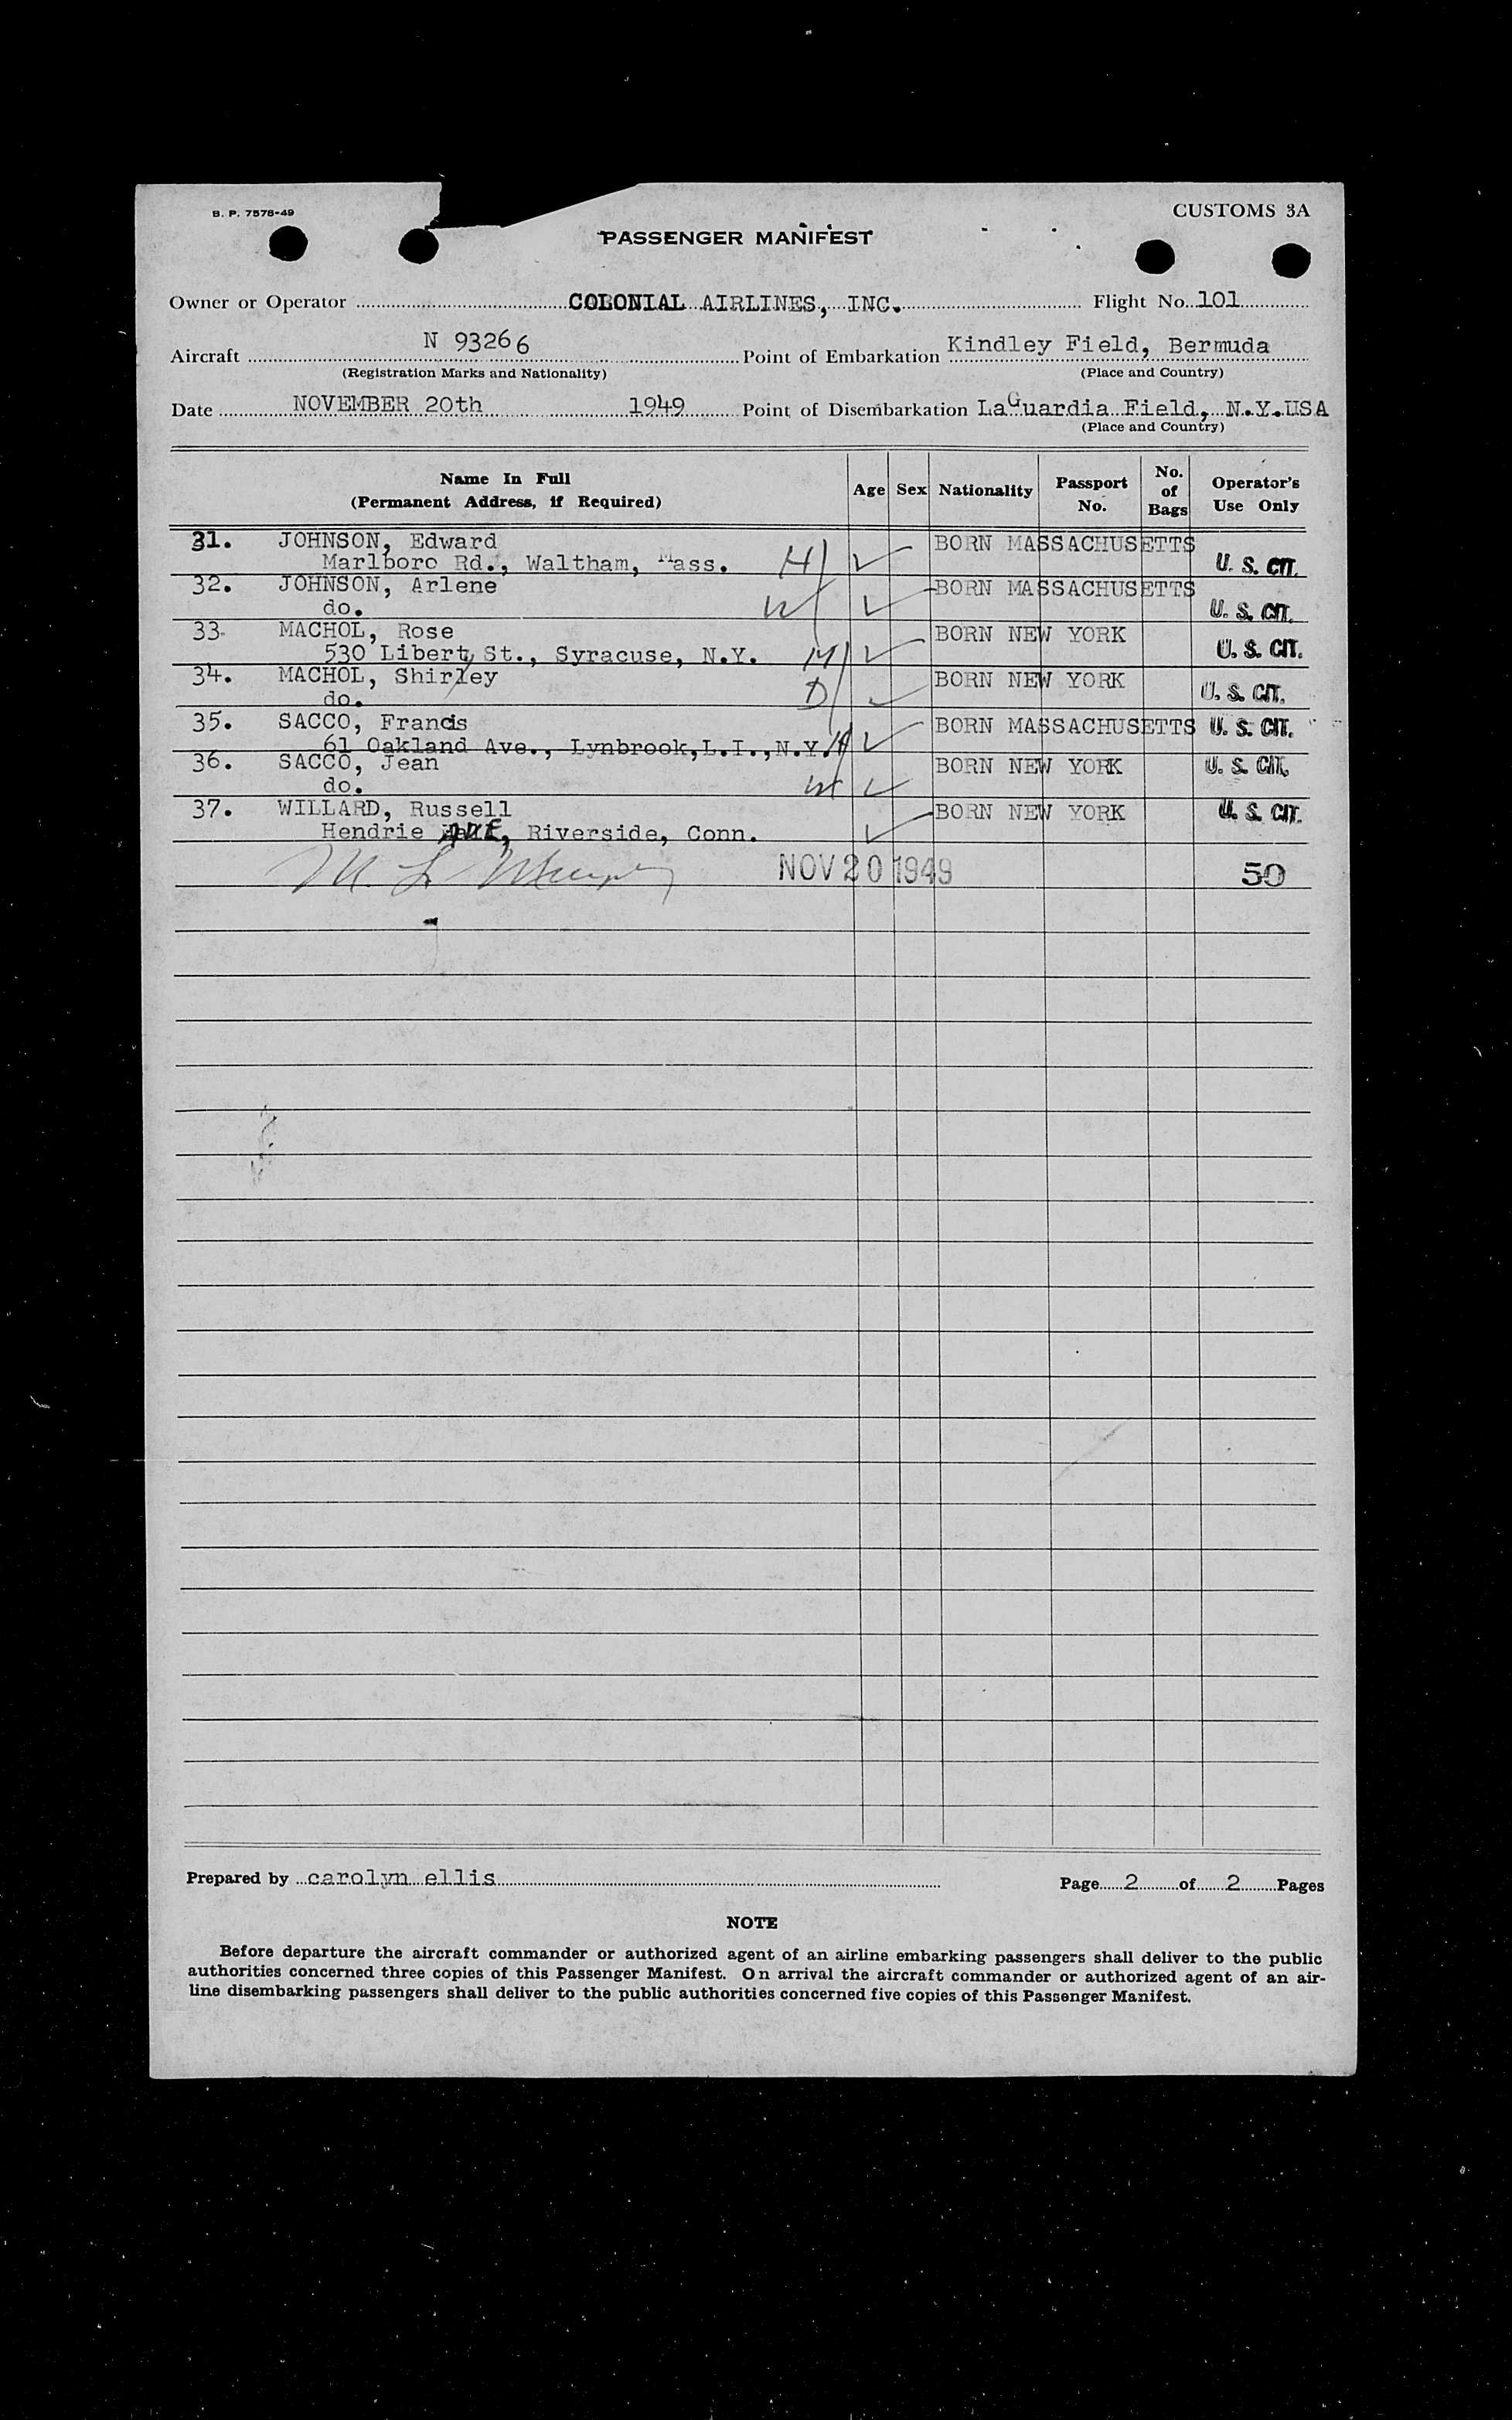 B. P. 7578-49
CUSTOMS 3A
PASSENGER MANIFEST
Owner or Operator COLONIAL AIRLINES, INC. Flight No. 101
Aircraft N 93266 Point of Embarkation Kindley Field, Bermuda
(Registration Marks and Nationality) (Place and Country)
Date NOVEMBER 20th 1949 Point of Disembarkation LaGuardia Field, N.Y.USA
(Place and Country)
Name In Full (Permanent Address, if Required) Age Sex Nationality Passport No. No. of Bags Operator's Use Only
31. JOHNSON, Edward BORN MASSACHUSETTS
Marlboro Rd., Waltham, Mass. H U. S. CIT.
32. JOHNSON, Arlene BORN MASSACHUSETTS
do. W U. S. CIT.
33. MACHOL, Rose BORN NEW YORK
530 Liberty St., Syracuse, N.Y. M U. S. CIT.
34. MACHOL, Shirley BORN NEW YORK
do. D U. S. CIT.
35. SACCO, Francis BORN MASSACHUSETTS U. S. CIT.
61 Oakland Ave., Lynbrook,L.I.,N.Y. H
36. SACCO, Jean BORN NEW YORK U. S. CIT.
do. W
37. WILLARD, Russell BORN NEW YORK U. S. CIT.
Hendrie AVE, Riverside, Conn.
M L Murphy NOV 20 1949 50
Prepared by carolyn ellis Page 2 of 2 Pages
NOTE
Before departure the aircraft commander or authorized agent of an airline embarking passengers shall deliver to the public
authorities concerned three copies of this Passenger Manifest. On arrival the aircraft commander or authorized agent of an air-
line disembarking passengers shall deliver to the public authorities concerned five copies of this Passenger Manifest.